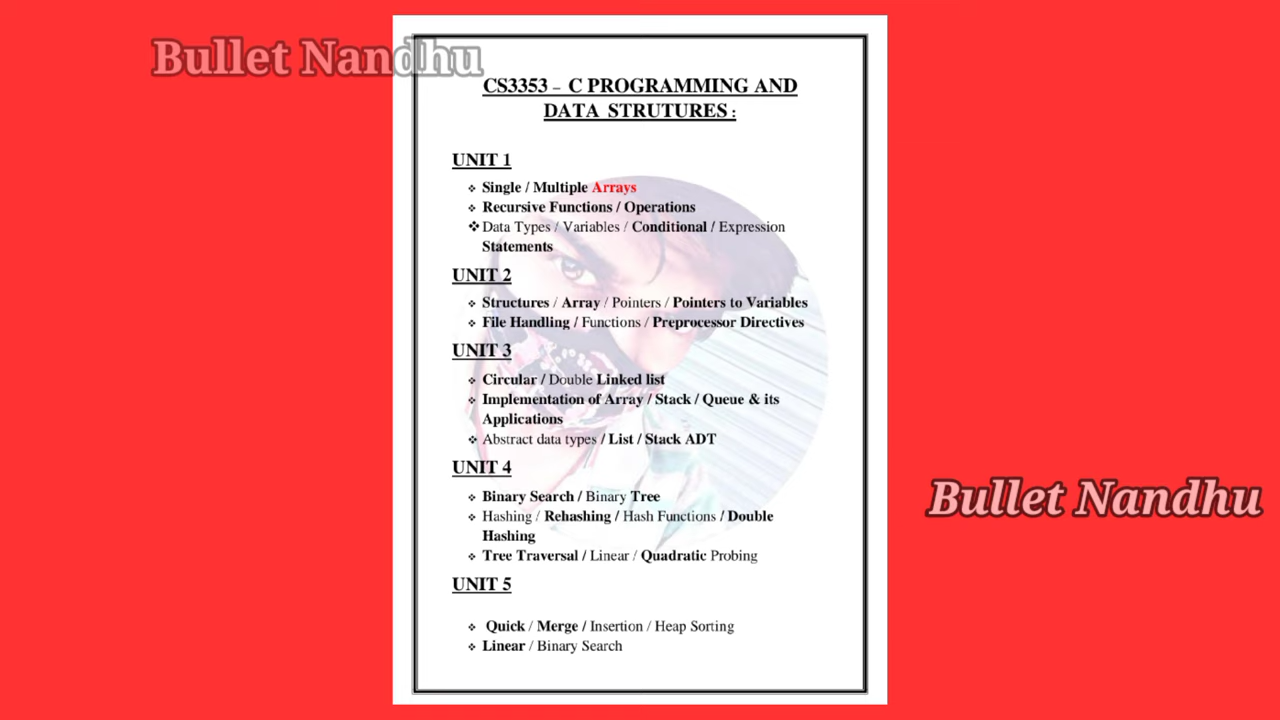 Bullet Nandhu
CS3353 – C PROGRAMMING AND
DATA STRUTURES :
UNIT 1
❖ Single / Multiple Arrays
❖ Recursive Functions / Operations
❖ Data Types / Variables / Conditional / Expression
Statements
UNIT 2
❖ Structures / Array / Pointers / Pointers to Variables
❖ File Handling / Functions / Preprocessor Directives
UNIT 3
❖ Circular / Double Linked list
❖ Implementation of Array / Stack / Queue & its
Applications
❖ Abstract data types / List / Stack ADT
UNIT 4
❖ Binary Search / Binary Tree
❖ Hashing / Rehashing / Hash Functions / Double
Hashing
❖ Tree Traversal / Linear / Quadratic Probing
UNIT 5
❖ Quick / Merge / Insertion / Heap Sorting
❖ Linear / Binary Search
Bullet Nandhu